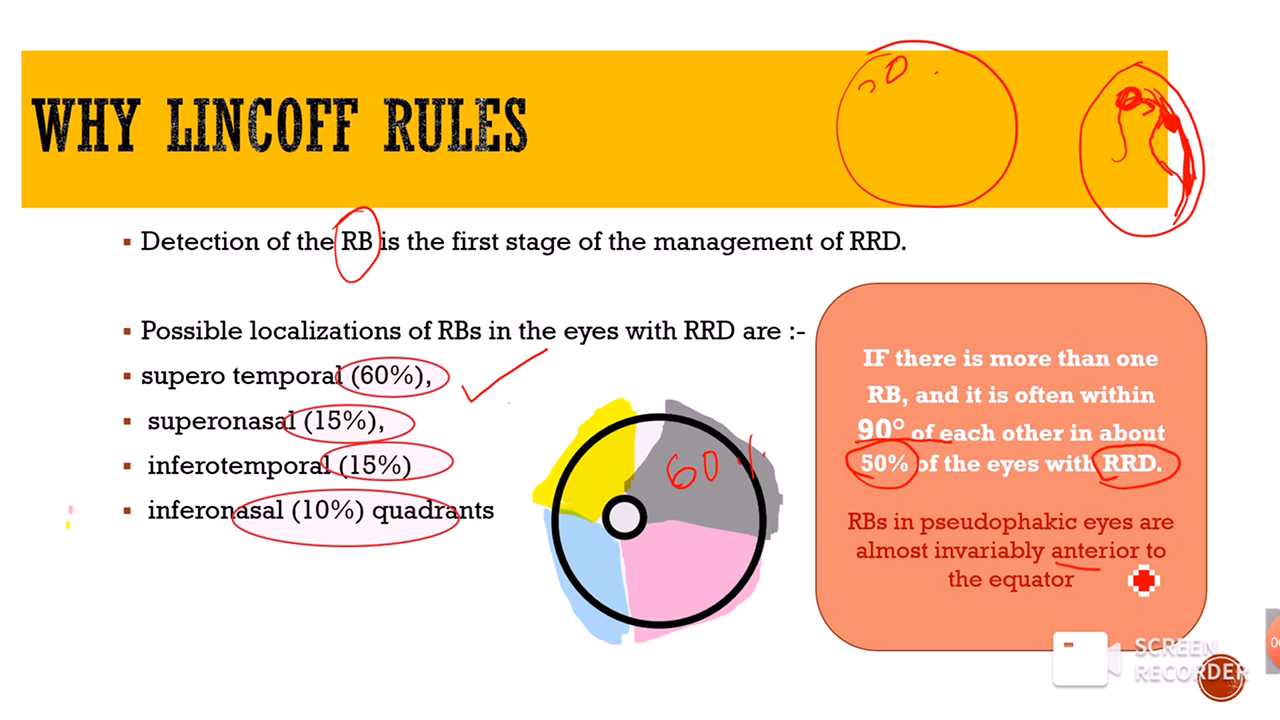 WHY LINCOFF RULES
▪ Detection of the RB is the first stage of the management of RRD.
▪ Possible localizations of RBs in the eyes with RRD are :-
▪ supero temporal (60%),
▪ superonasal (15%),
▪ inferotemporal (15%)
▪ inferonasal (10%) quadrants
60%
IF there is more than one
RB, and it is often within
90° of each other in about
50% of the eyes with RRD.
RBs in pseudophakic eyes are
almost invariably anterior to
the equator
SCREEN
RECORDER